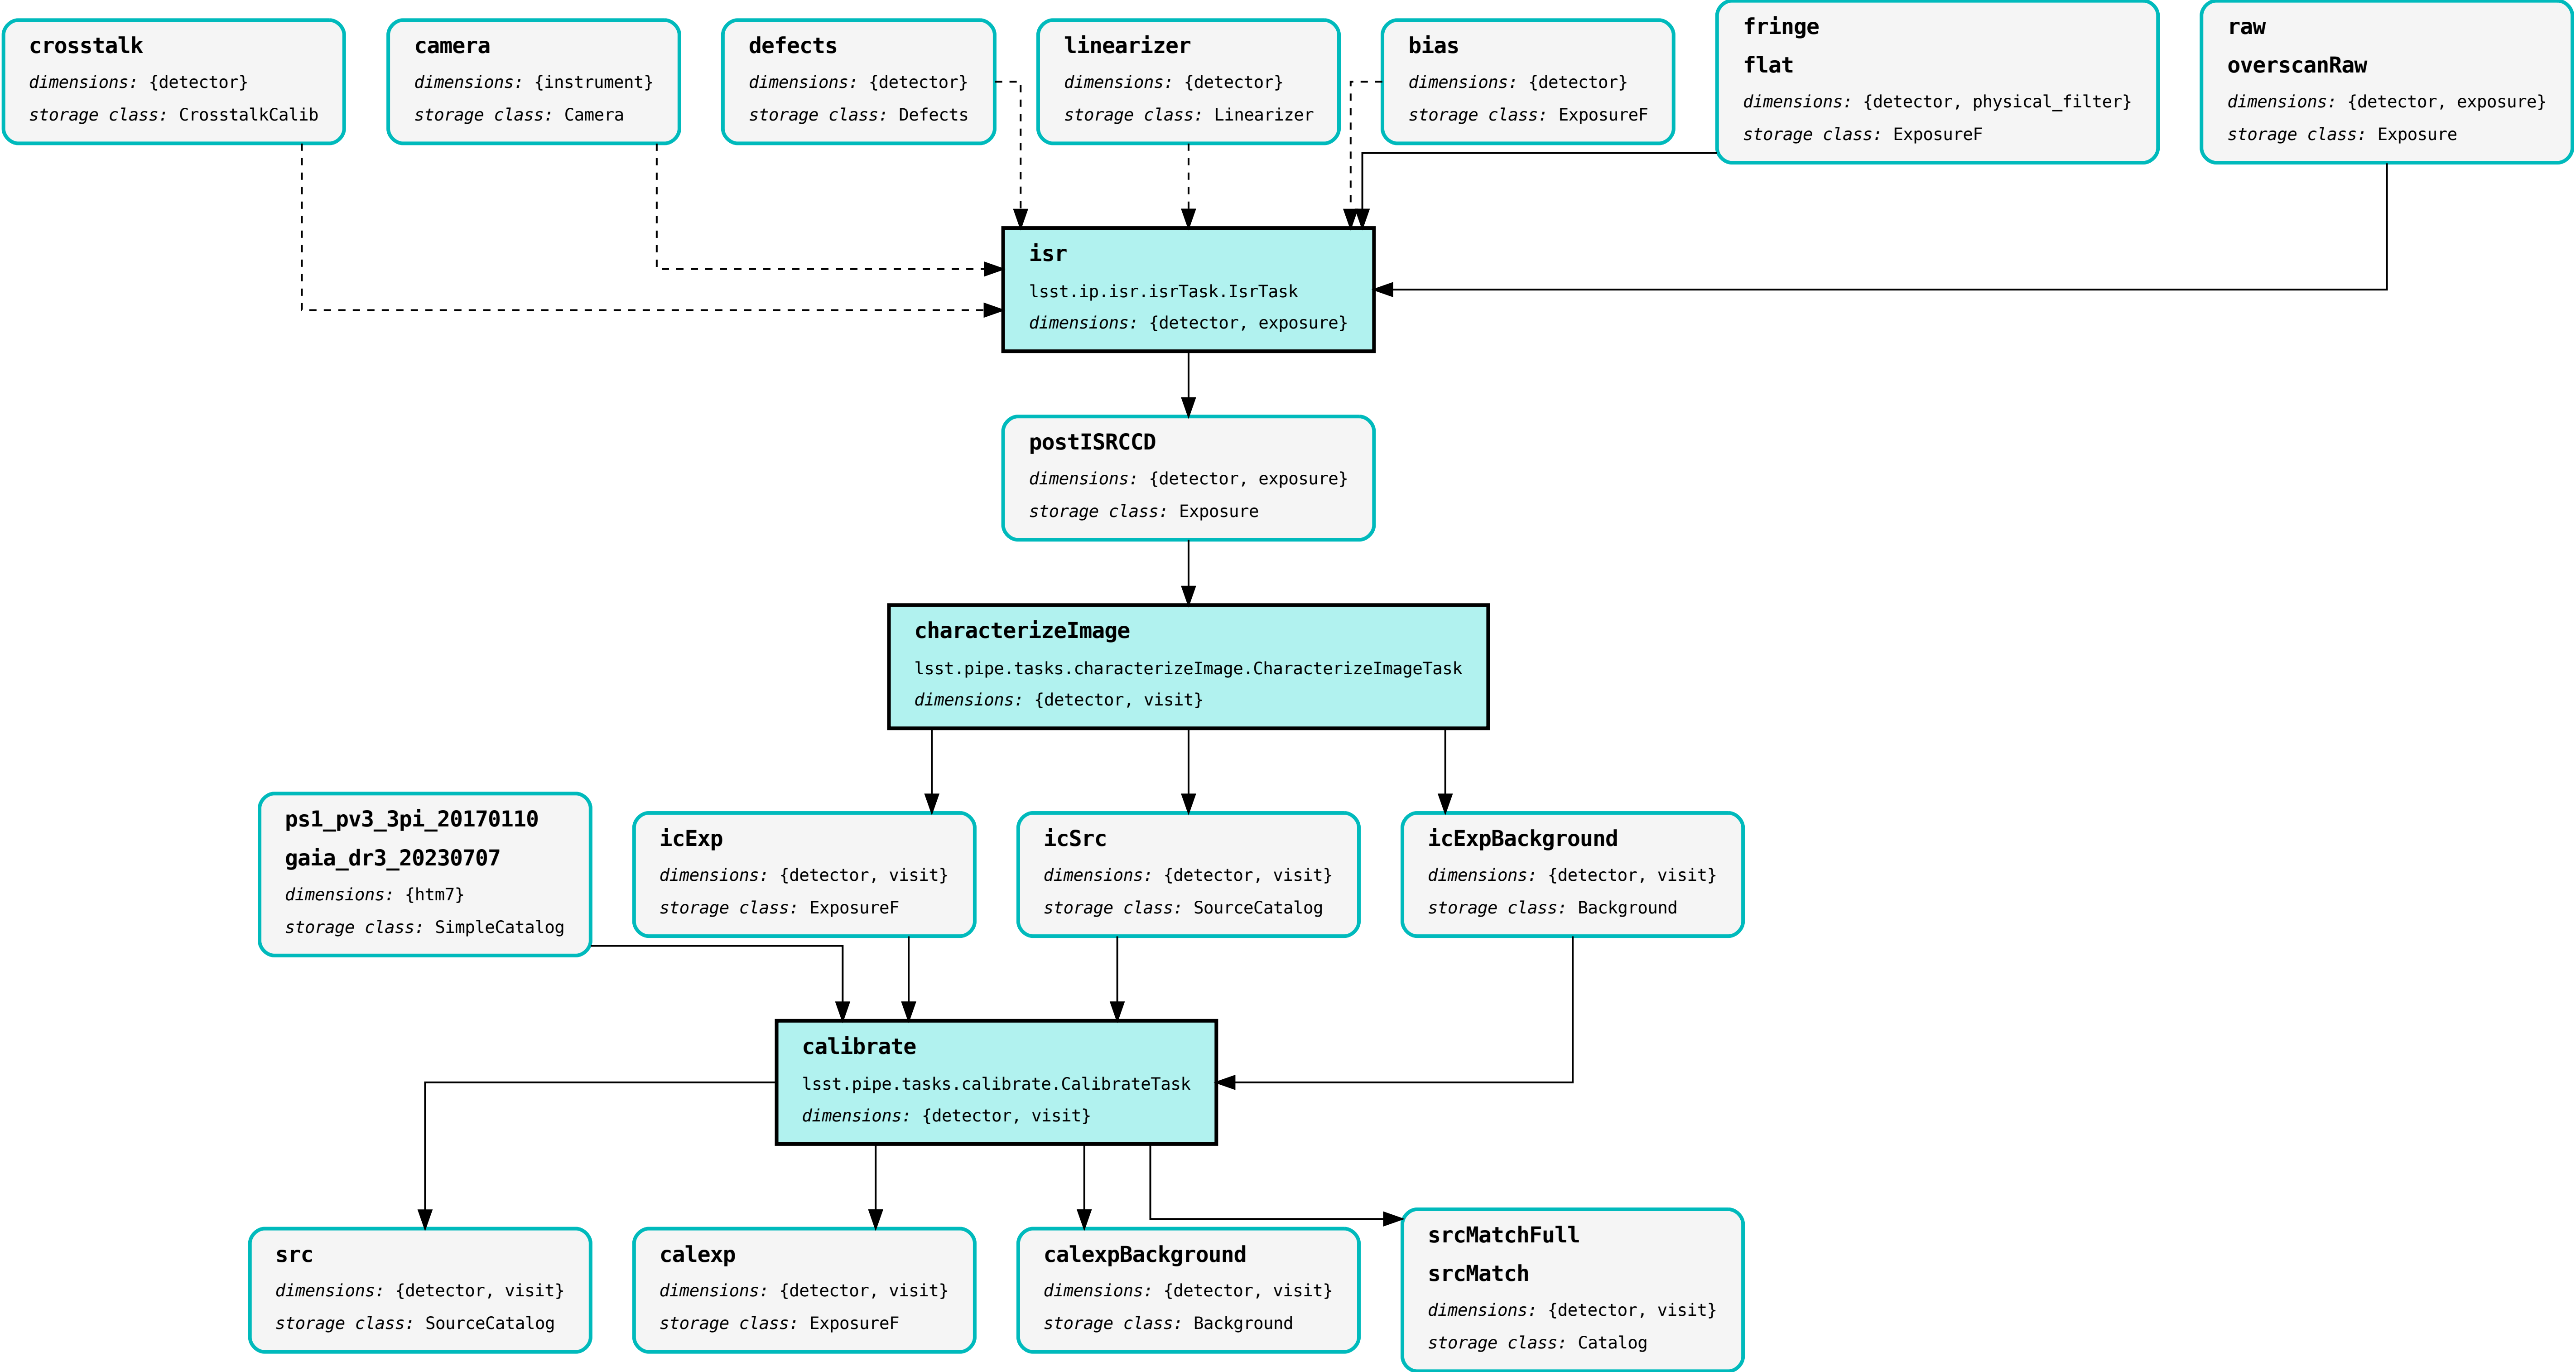 crosstalk
dimensions: {detector}
storage class: CrosstalkCalib
camera
dimensions: {instrument}
storage class: Camera
defects
dimensions: {detector}
storage class: Defects
linearizer
dimensions: {detector}
storage class: Linearizer
bias
dimensions: {detector}
storage class: ExposureF
fringe
flat
dimensions: {detector, physical_filter}
storage class: ExposureF
raw
overscanRaw
dimensions: {detector, exposure}
storage class: Exposure
isr
lsst.ip.isr.isrTask.IsrTask
dimensions: {detector, exposure}
postISRCCD
dimensions: {detector, exposure}
storage class: Exposure
characterizeImage
lsst.pipe.tasks.characterizeImage.CharacterizeImageTask
dimensions: {detector, visit}
ps1_pv3_3pi_20170110
gaia_dr3_20230707
dimensions: {htm7}
storage class: SimpleCatalog
icExp
dimensions: {detector, visit}
storage class: ExposureF
icSrc
dimensions: {detector, visit}
storage class: SourceCatalog
icExpBackground
dimensions: {detector, visit}
storage class: Background
calibrate
lsst.pipe.tasks.calibrate.CalibrateTask
dimensions: {detector, visit}
src
dimensions: {detector, visit}
storage class: SourceCatalog
calexp
dimensions: {detector, visit}
storage class: ExposureF
calexpBackground
dimensions: {detector, visit}
storage class: Background
srcMatchFull
srcMatch
dimensions: {detector, visit}
storage class: Catalog